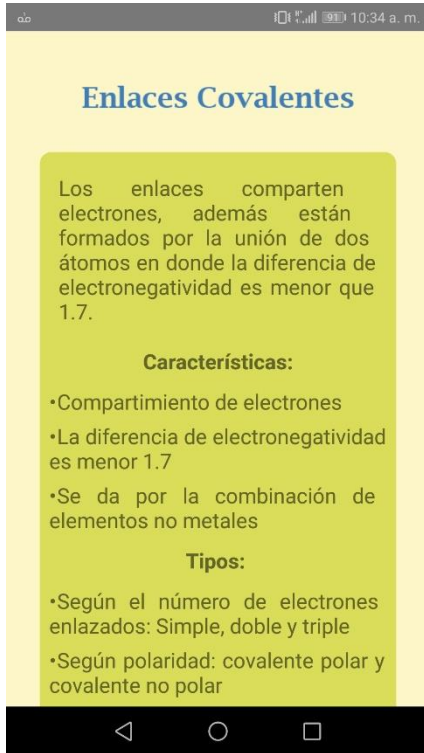 91 10:34 a. m.
Enlaces Covalentes
Los enlaces comparten
electrones, además están
formados por la unión de dos
átomos en donde la diferencia de
electronegatividad es menor que
1.7.
Características:
•Compartimiento de electrones
•La diferencia de electronegatividad
es menor 1.7
•Se da por la combinación de
elementos no metales
Tipos:
•Según el número de electrones
enlazados: Simple, doble y triple
•Según polaridad: covalente polar y
covalente no polar